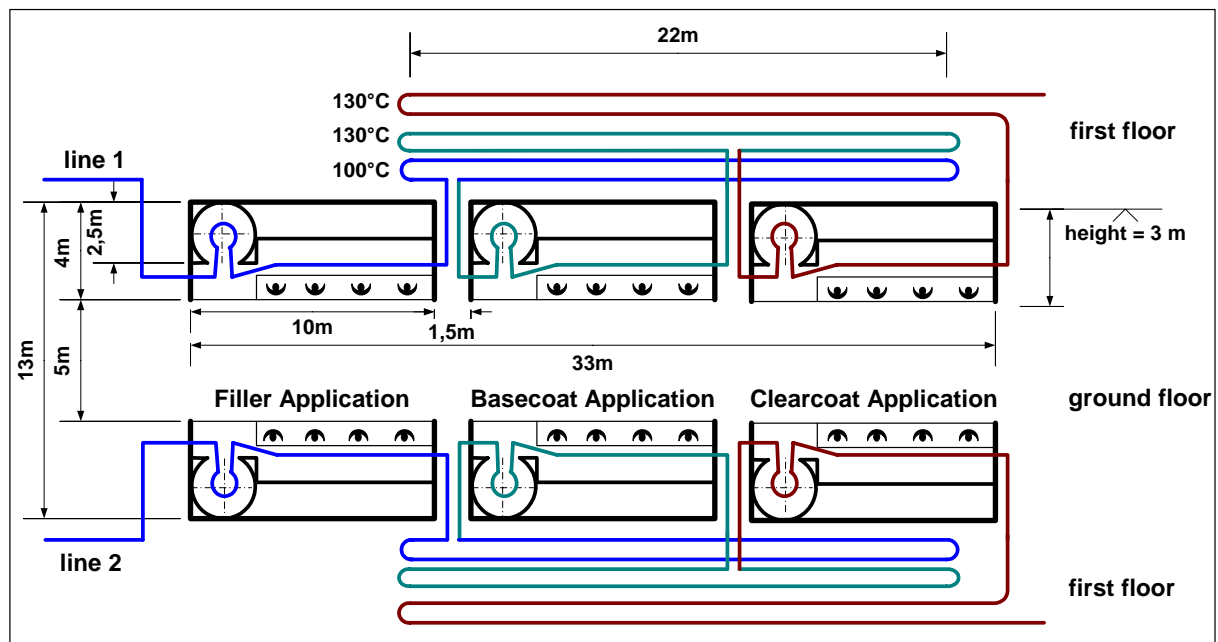 22m
130°C
130°C
first floor
line 1
100°C
2,5m
4m
height = 3 m
10m
1,5m
13m
5m
33m
Filler Application
Basecoat Application
Clearcoat Application
ground floor
line 2
first floor